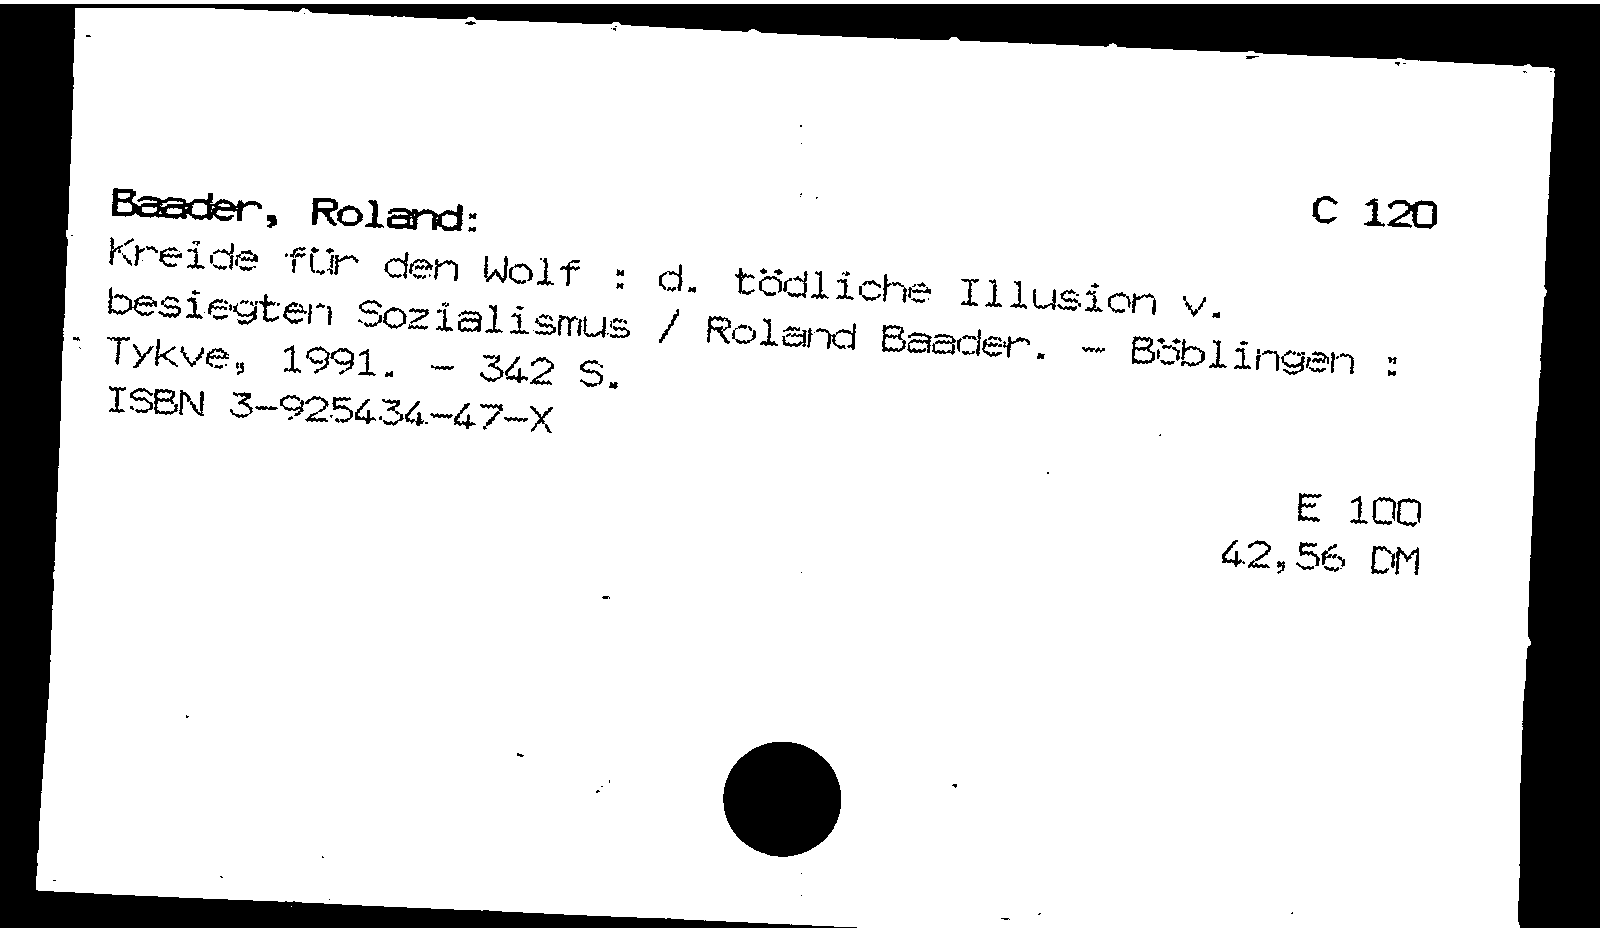 Baader, Roland: C 120
Kreide für den Wolf : d. tödliche Illusion v.
besiegten Sozialismus / Roland Baader. - Böblingen :
Tykve, 1991. - 342 S.
ISBN 3-925434-47-X
E 100
42,56 DM